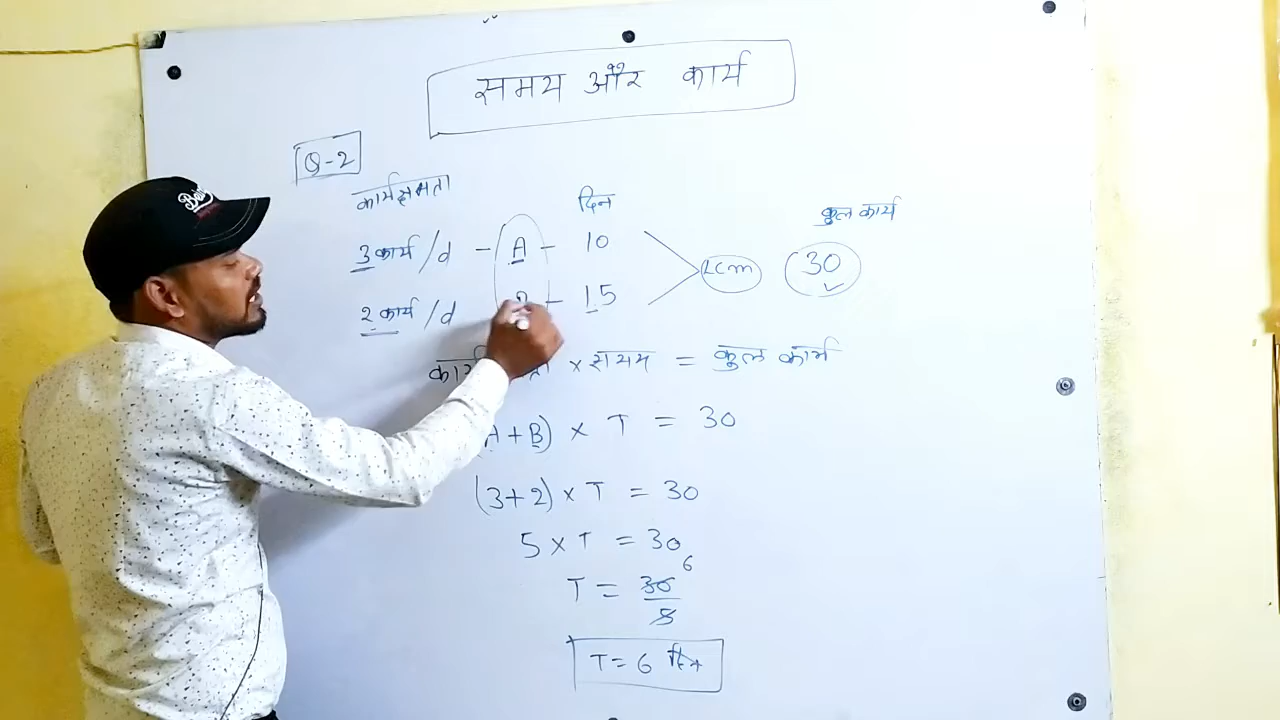 समय और कार्य
Q-2
कार्यक्षमता दिन कुल कार्य
3 कार्य/d - A - 10 Lcm 30
2 कार्य/d - 15
× समय = कुल कार्य
(A + B) × T = 30
(3+2) × T = 30
5 × T = 30
T = 30/5 6
T = 6 दिन